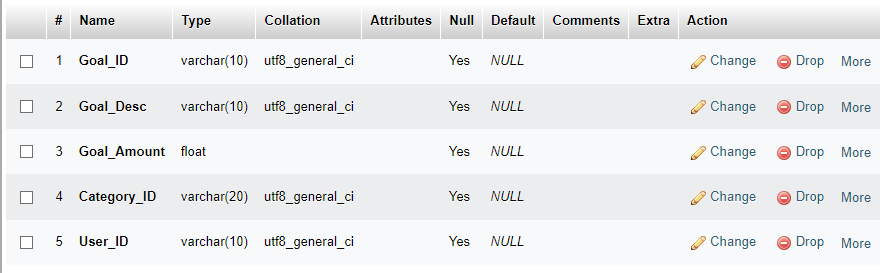 # Name Type Collation Attributes Null Default Comments Extra Action
1 Goal_ID varchar(10) utf8_general_ci Yes NULL Change Drop More
2 Goal_Desc varchar(10) utf8_general_ci Yes NULL Change Drop More
3 Goal_Amount float Yes NULL Change Drop More
4 Category_ID varchar(20) utf8_general_ci Yes NULL Change Drop More
5 User_ID varchar(10) utf8_general_ci Yes NULL Change Drop More